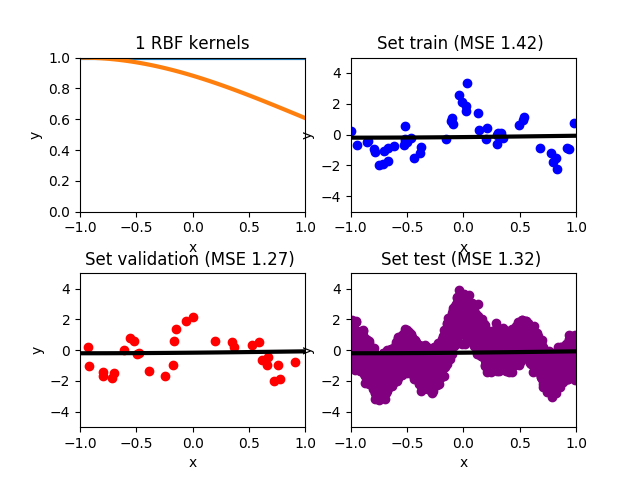 1 RBF kernels
1.0
0.8
0.6
0.4
0.2
0.0
y
−1.0 −0.5 0.0 0.5 1.0
x
Set train (MSE 1.42)
4
2
0
−2
−4
y
−1.0 −0.5 0.0 0.5 1.0
x
Set validation (MSE 1.27)
4
2
0
−2
−4
y
−1.0 −0.5 0.0 0.5 1.0
x
Set test (MSE 1.32)
4
2
0
−2
−4
y
−1.0 −0.5 0.0 0.5 1.0
x